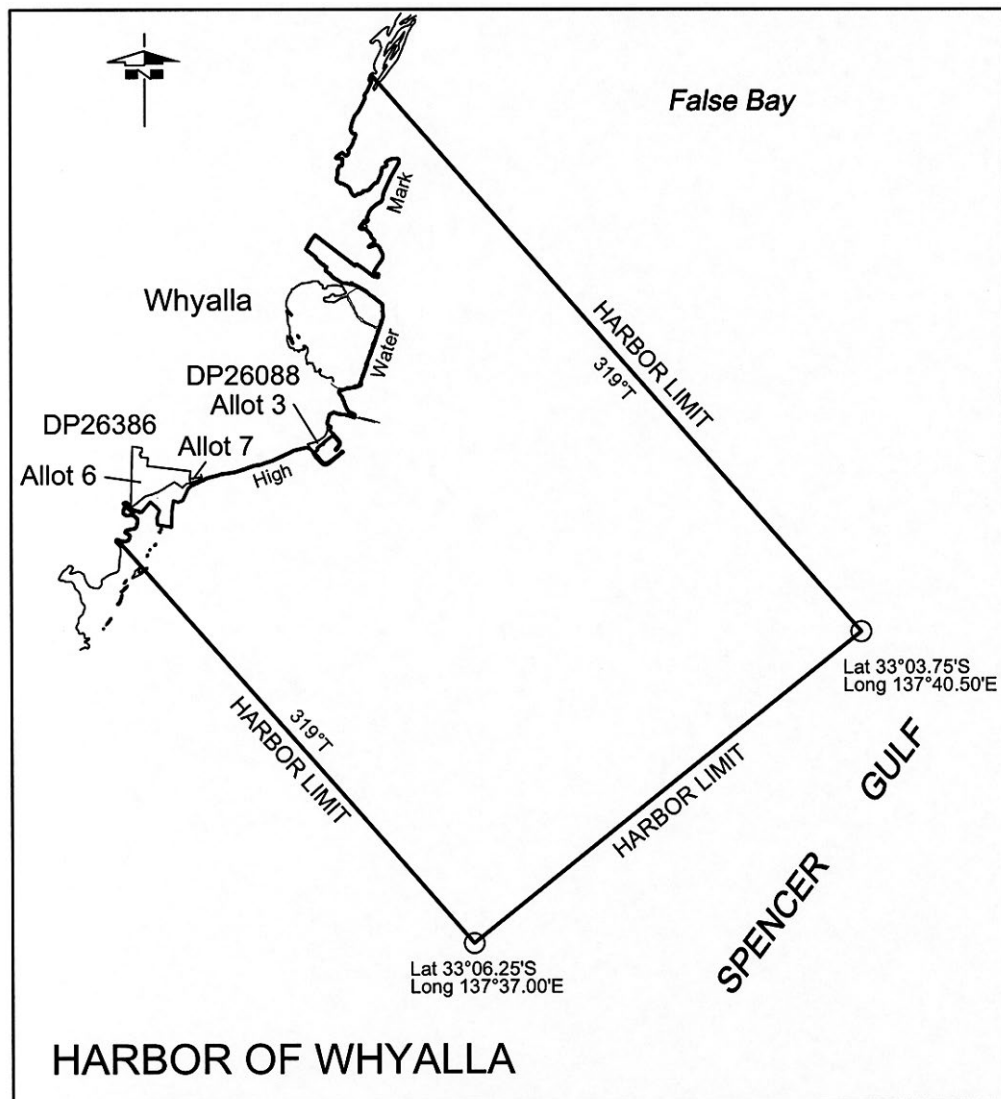 N
False Bay
Mark
Whyalla
Water
HARBOR LIMIT
319°T
DP26088
Allot 3
DP26386
Allot 7
Allot 6
High
Lat 33°03.75'S
Long 137°40.50'E
319°T
HARBOR LIMIT
HARBOR LIMIT
GULF
SPENCER
Lat 33°06.25'S
Long 137°37.00'E
HARBOR OF WHYALLA